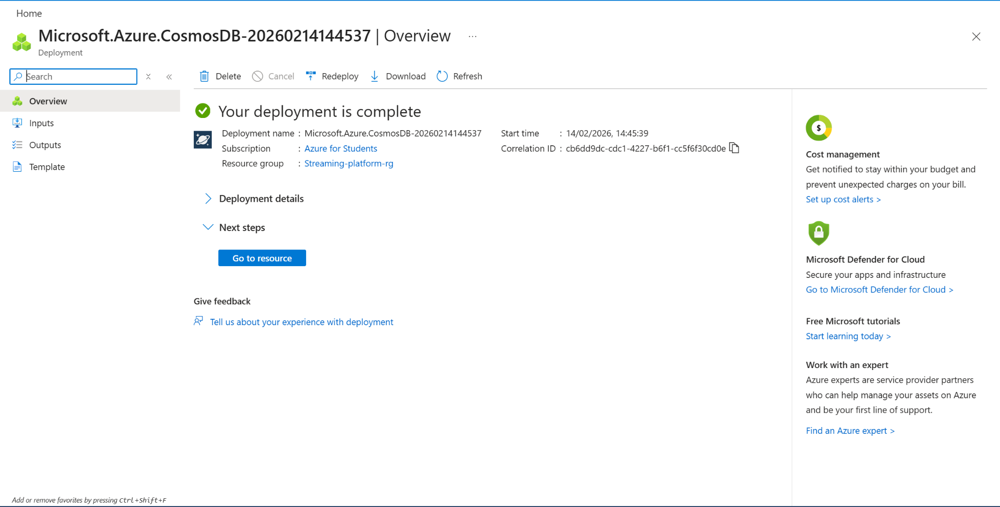 Home
Microsoft.Azure.CosmosDB-20260214144537 | Overview ...
Deployment
Search
Overview
Inputs
Outputs
Template
Delete
Cancel
Redeploy
Download
Refresh
Your deployment is complete
Deployment name : Microsoft.Azure.CosmosDB-20260214144537
Subscription : Azure for Students
Resource group : Streaming-platform-rg
Start time : 14/02/2026, 14:45:39
Correlation ID : cb6dd9dc-cdc1-4227-b6f1-cc5f6f30cd0e
Deployment details
Next steps
Go to resource
Give feedback
Tell us about your experience with deployment
$
Cost management
Get notified to stay within your budget and
prevent unexpected charges on your bill.
Set up cost alerts >
Microsoft Defender for Cloud
Secure your apps and infrastructure
Go to Microsoft Defender for Cloud >
Free Microsoft tutorials
Start learning today >
Work with an expert
Azure experts are service provider partners
who can help manage your assets on Azure
and be your first line of support.
Find an Azure expert >
Add or remove favorites by pressing Ctrl+Shift+F